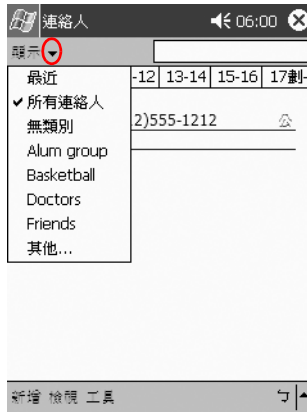 連絡人 06:00
顯示
最近 -12 13-14 15-16 17劃-
所有連絡人
無類別 2)555-1212 公
Alum group
Basketball
Doctors
Friends
其他...
新增 檢視 工具 ㄅ